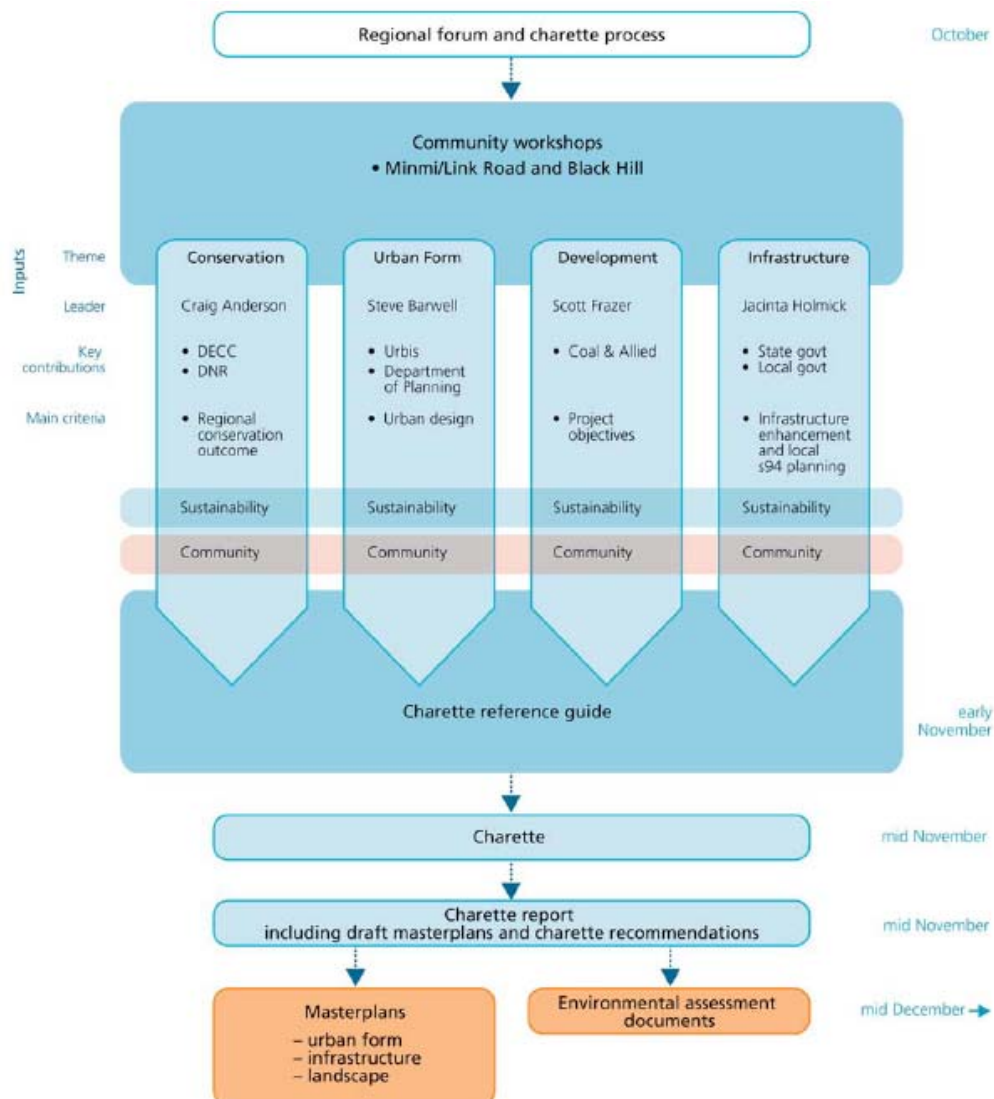 Regional forum and charette process
October
Community workshops
• Minmi/Link Road and Black Hill
Inputs
Theme
Conservation
Urban Form
Development
Infrastructure
Leader
Craig Anderson
Steve Barwell
Scott Frazer
Jacinta Holmick
Key
contributions
• DECC
• DNR
• Urbis
• Department
of Planning
• Coal & Allied
• State govt
• Local govt
Main criteria
• Regional
conservation
outcome
• Urban design
• Project
objectives
• Infrastructure
enhancement
and local
s94 planning
Sustainability
Sustainability
Sustainability
Sustainability
Community
Community
Community
Community
Charette reference guide
early
November
Charette
mid November
Charette report
including draft masterplans and charette recommendations
mid November
Masterplans
– urban form
– infrastructure
– landscape
Environmental assessment
documents
mid December